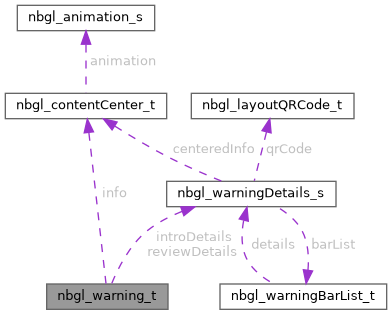 nbgl_animation_s
animation
nbgl_contentCenter_t
nbgl_layoutQRCode_t
centeredInfo
qrCode
info
nbgl_warningDetails_s
introDetails
reviewDetails
details
barList
nbgl_warning_t
nbgl_warningBarList_t